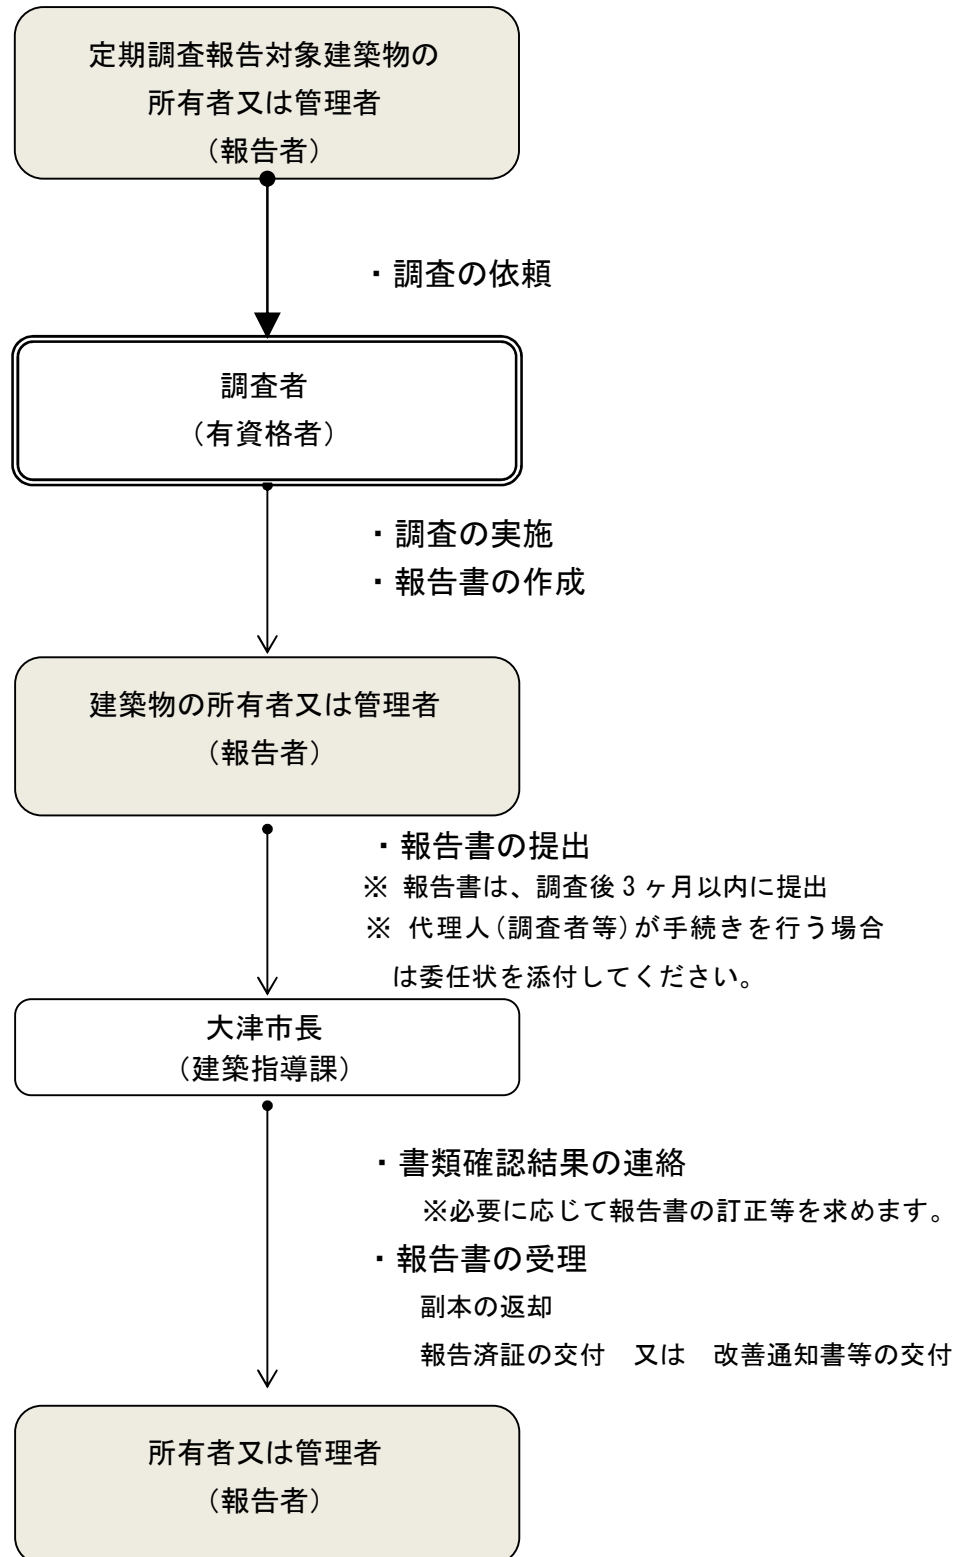 定期調査報告対象建築物の
所有者又は管理者
（報告者）
・調査の依頼
調査者
（有資格者）
・調査の実施
・報告書の作成
建築物の所有者又は管理者
（報告者）
・報告書の提出
※ 報告書は、調査後３ヶ月以内に提出
※ 代理人(調査者等)が手続きを行う場合
は委任状を添付してください。
大津市長
（建築指導課）
・書類確認結果の連絡
※必要に応じて報告書の訂正等を求めます。
・報告書の受理
副本の返却
報告済証の交付　又は　改善通知書等の交付
所有者又は管理者
（報告者）